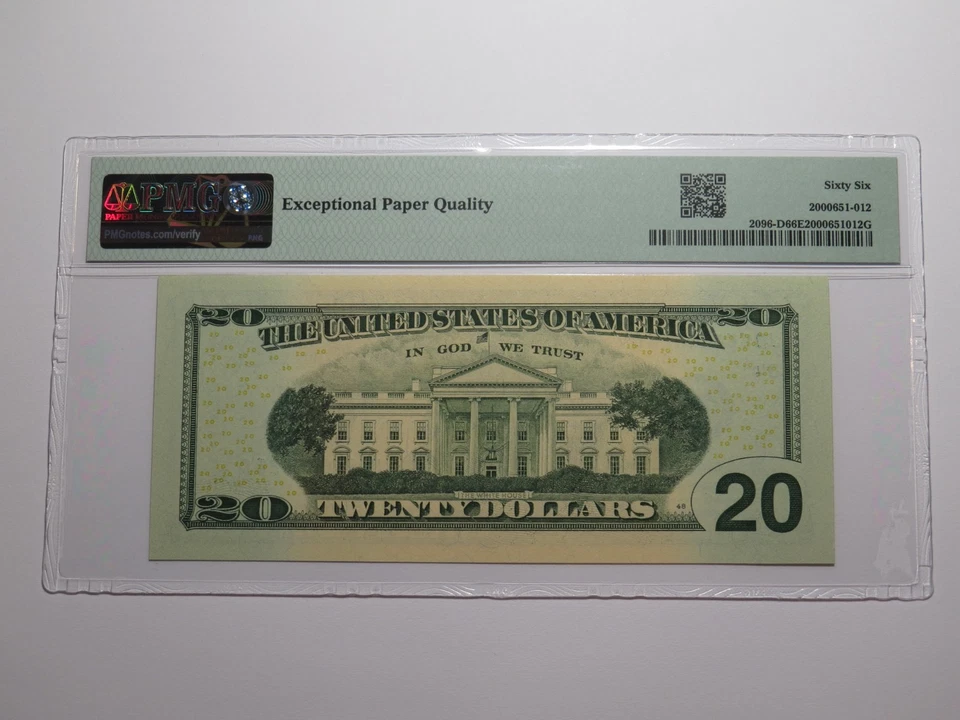 PMG
PAPER
PMGnotes.com/verify
Exceptional Paper Quality
Sixty Six
2000651-012
2096-D66E2000651012G
20 20
THE UNITED STATES OF AMERICA
IN GOD WE TRUST
THE WHITE HOUSE
20 TWENTY DOLLARS 20